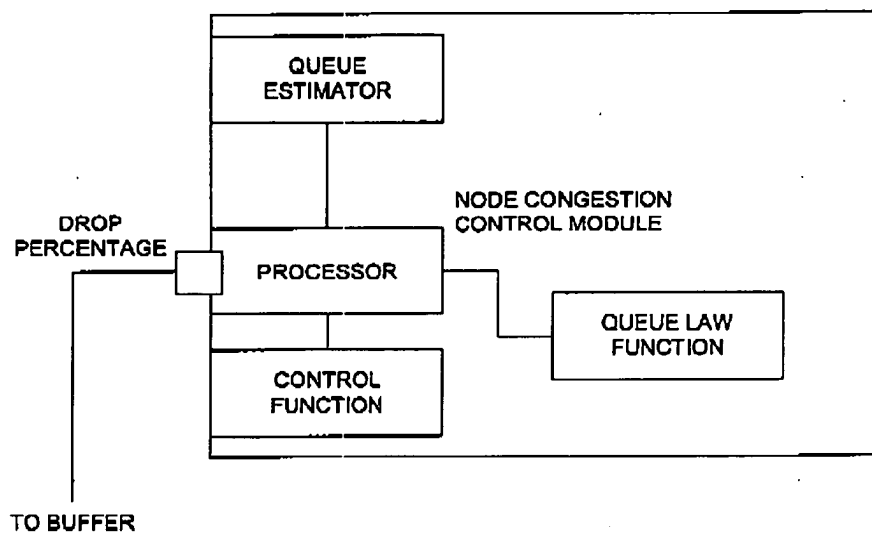 QUEUE
ESTIMATOR
NODE CONGESTION
CONTROL MODULE
DROP
PERCENTAGE
PROCESSOR
QUEUE LAW
FUNCTION
CONTROL
FUNCTION
TO BUFFER